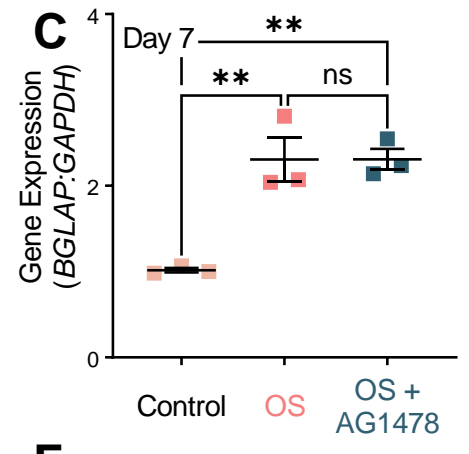 C
Day 7
**
**
ns
Gene Expression
(BGLAP:GAPDH)
4
2
0
Control
OS
OS +
AG1478